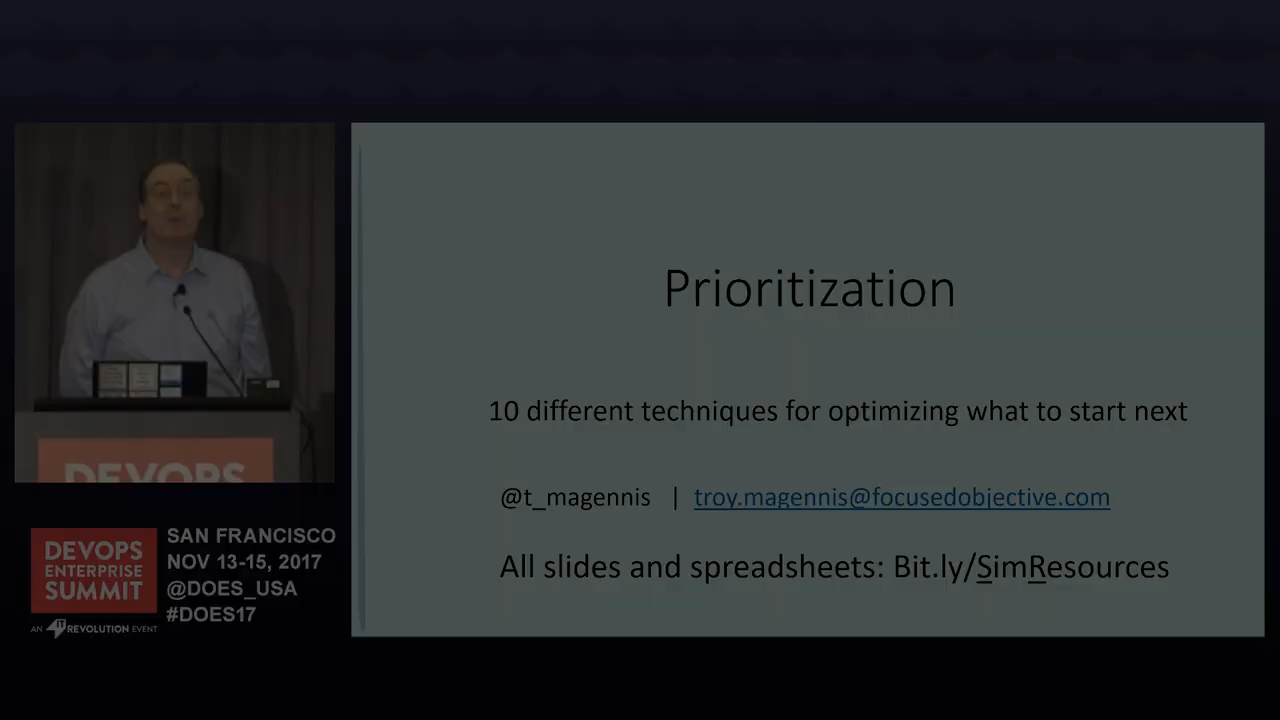 Prioritization
10 different techniques for optimizing what to start next
@t_magennis | troy.magennis@focusedobjective.com
All slides and spreadsheets: Bit.ly/SimResources
DEVOPS
DEVOPS
ENTERPRISE
SUMMIT
AN IT REVOLUTION EVENT
SAN FRANCISCO
NOV 13-15, 2017
@DOES_USA
#DOES17